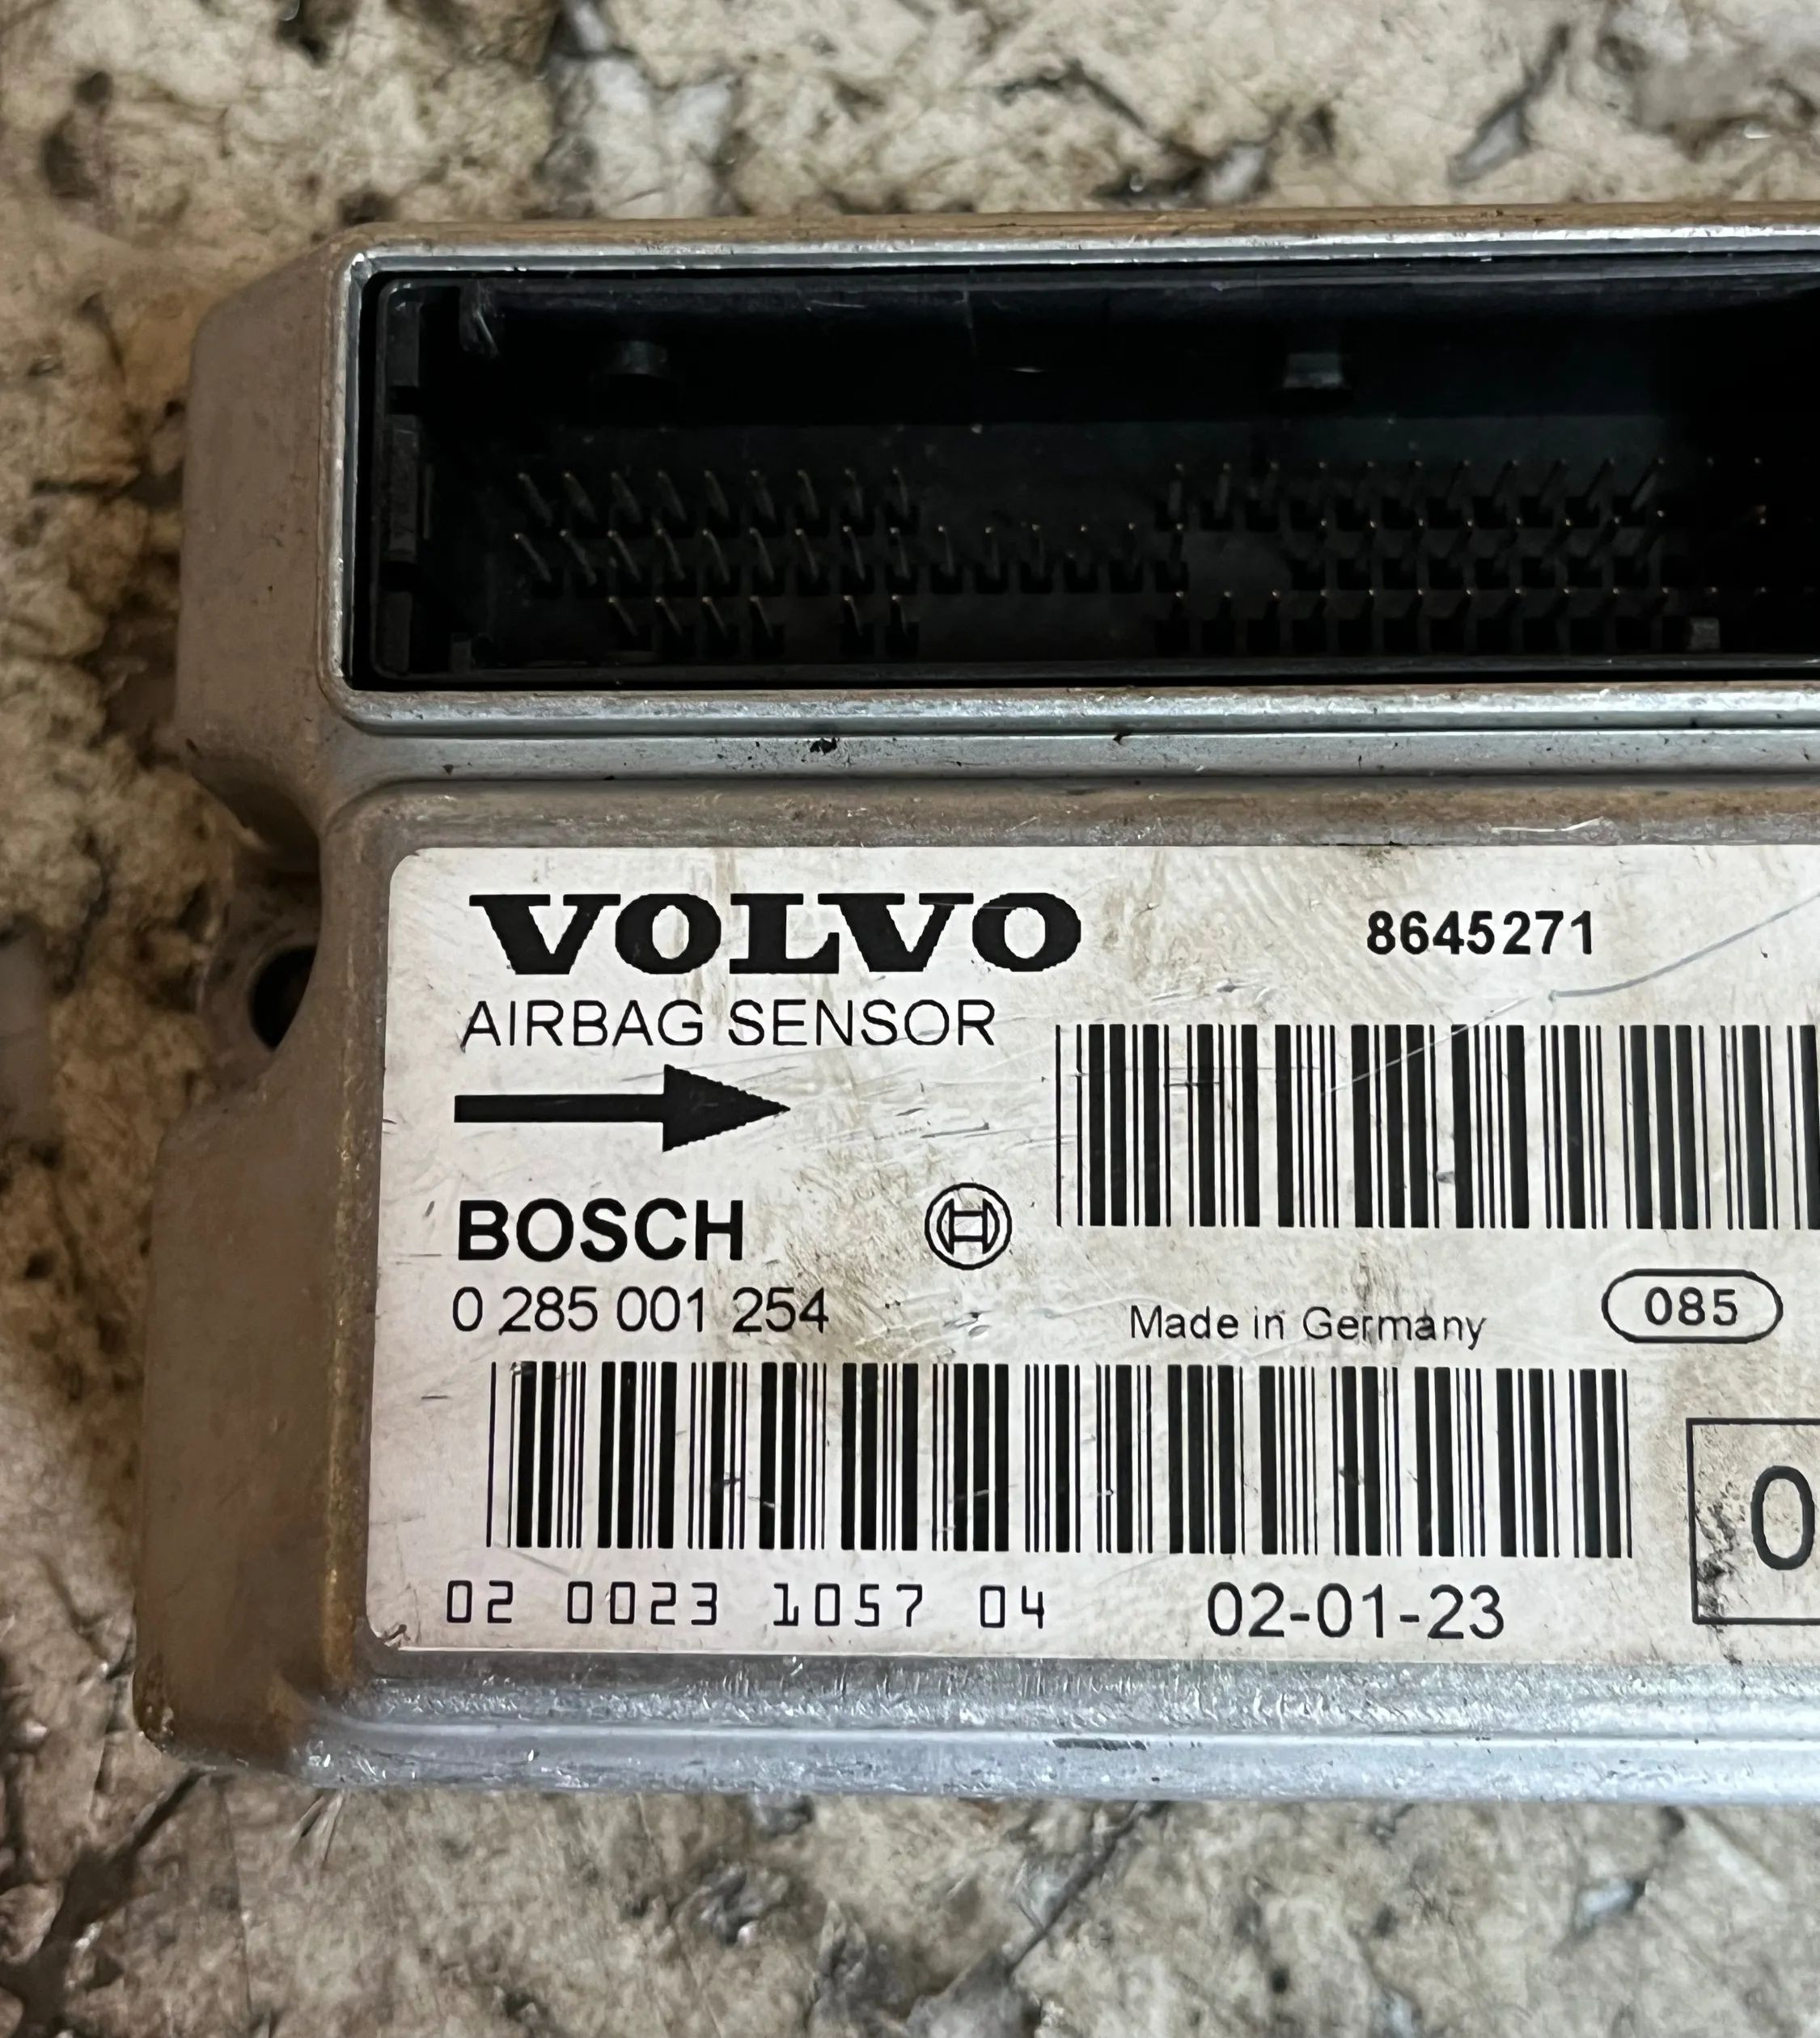 VOLVO 8645271
AIRBAG SENSOR
BOSCH
0 285 001 254
Made in Germany 085
0
02 0023 1057 04 02-01-23